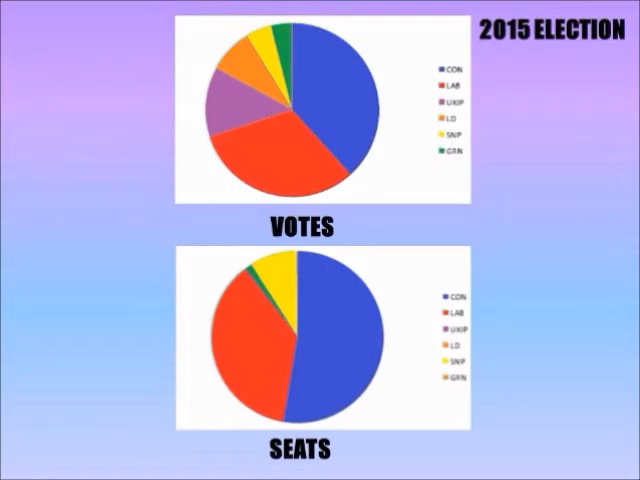 2015 ELECTION
CON
LAB
UKIP
LD
SNP
GRN
VOTES
CON
LAB
UKIP
LD
SNP
GRN
SEATS